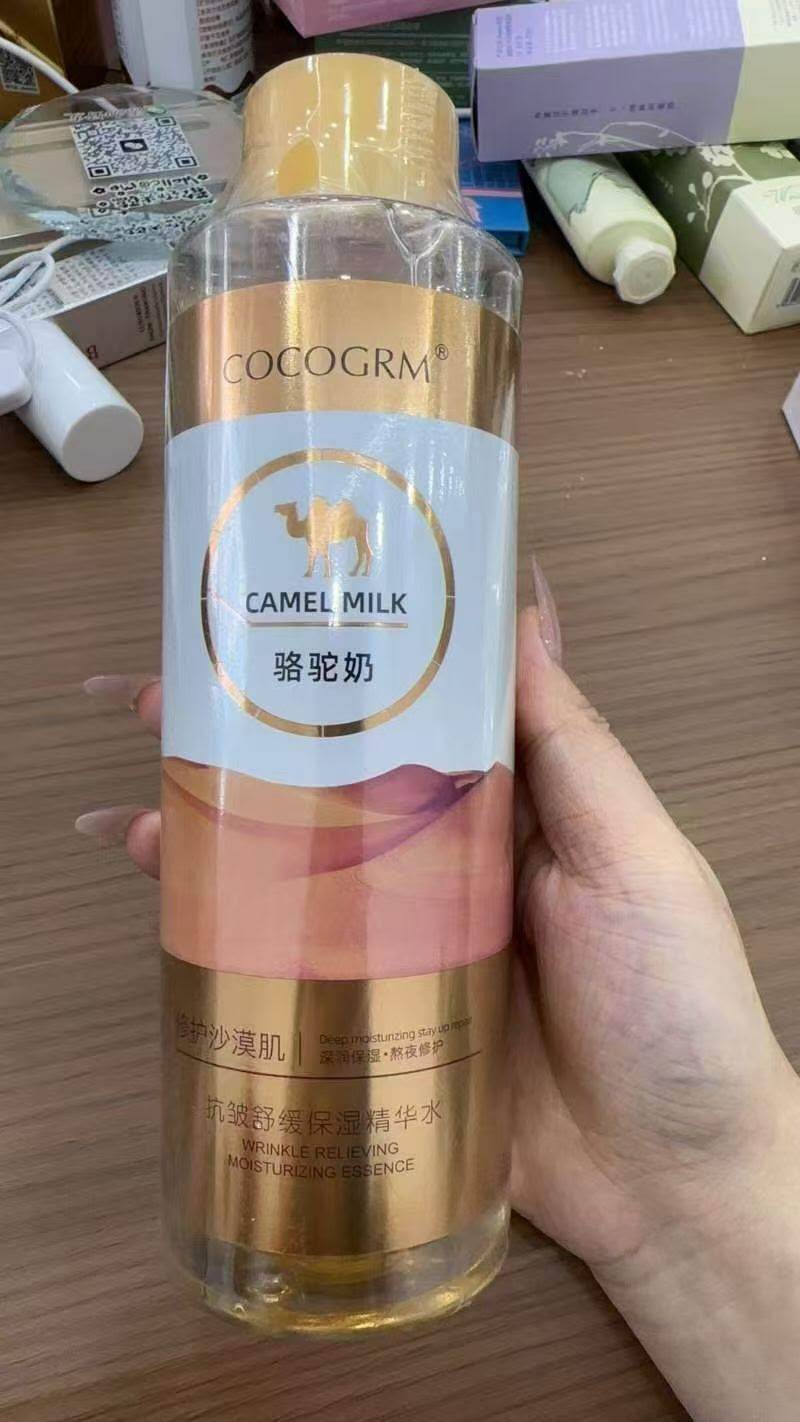 COCOGRM®
CAMEL MILK
骆驼奶
修护沙漠肌
Deep moisturizing stay up repair
深润保湿·熬夜修护
抗皱舒缓保湿精华水
WRINKLE RELIEVING
MOISTURIZING ESSENCE